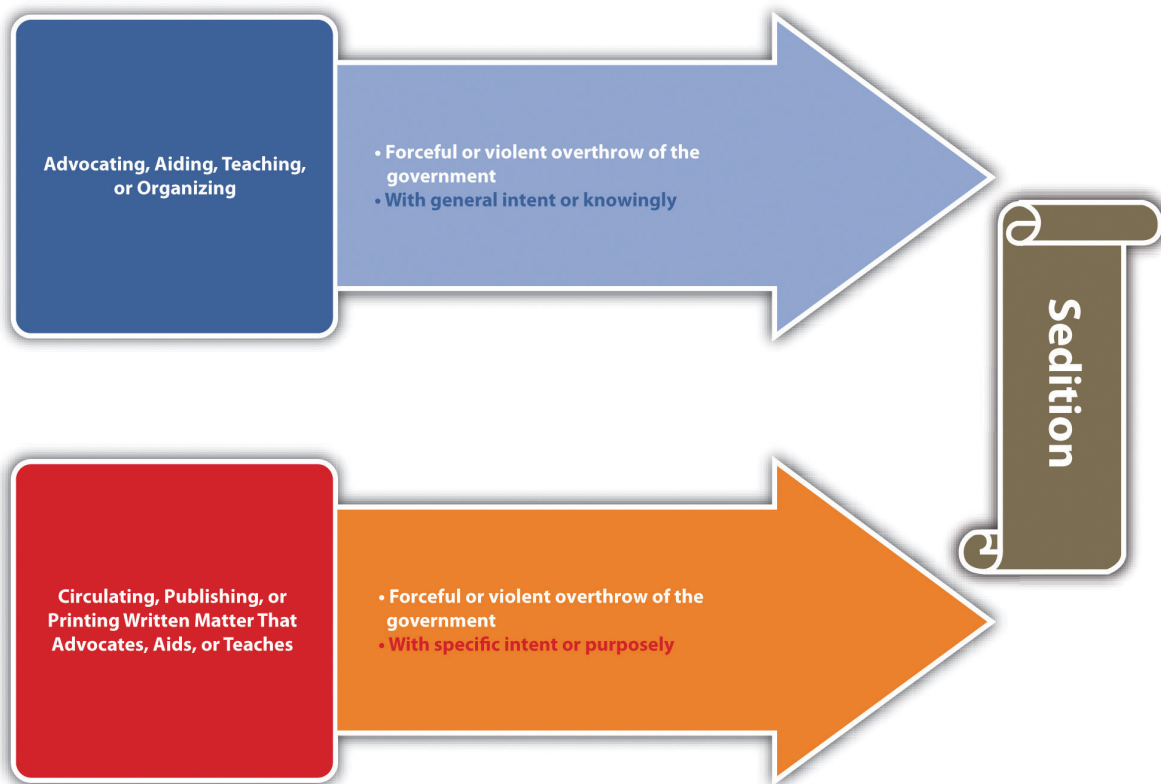 Advocating, Aiding, Teaching,
or Organizing
• Forceful or violent overthrow of the
government
• With general intent or knowingly
Sedition
Circulating, Publishing, or
Printing Written Matter That
Advocates, Aids, or Teaches
• Forceful or violent overthrow of the
government
• With specific intent or purposely